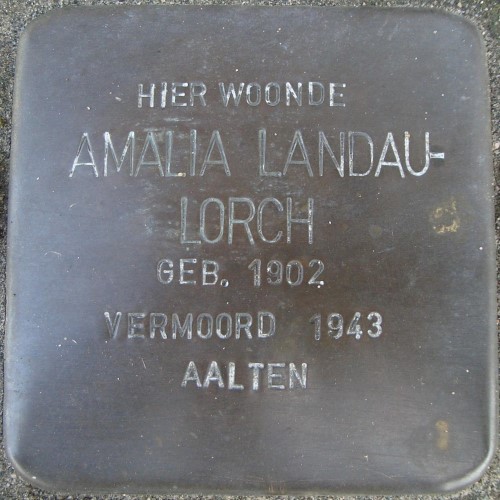 HIER WOONDE
AMALIA LANDAU-
LORCH
GEB. 1902
VERMOORD 1943
AALTEN